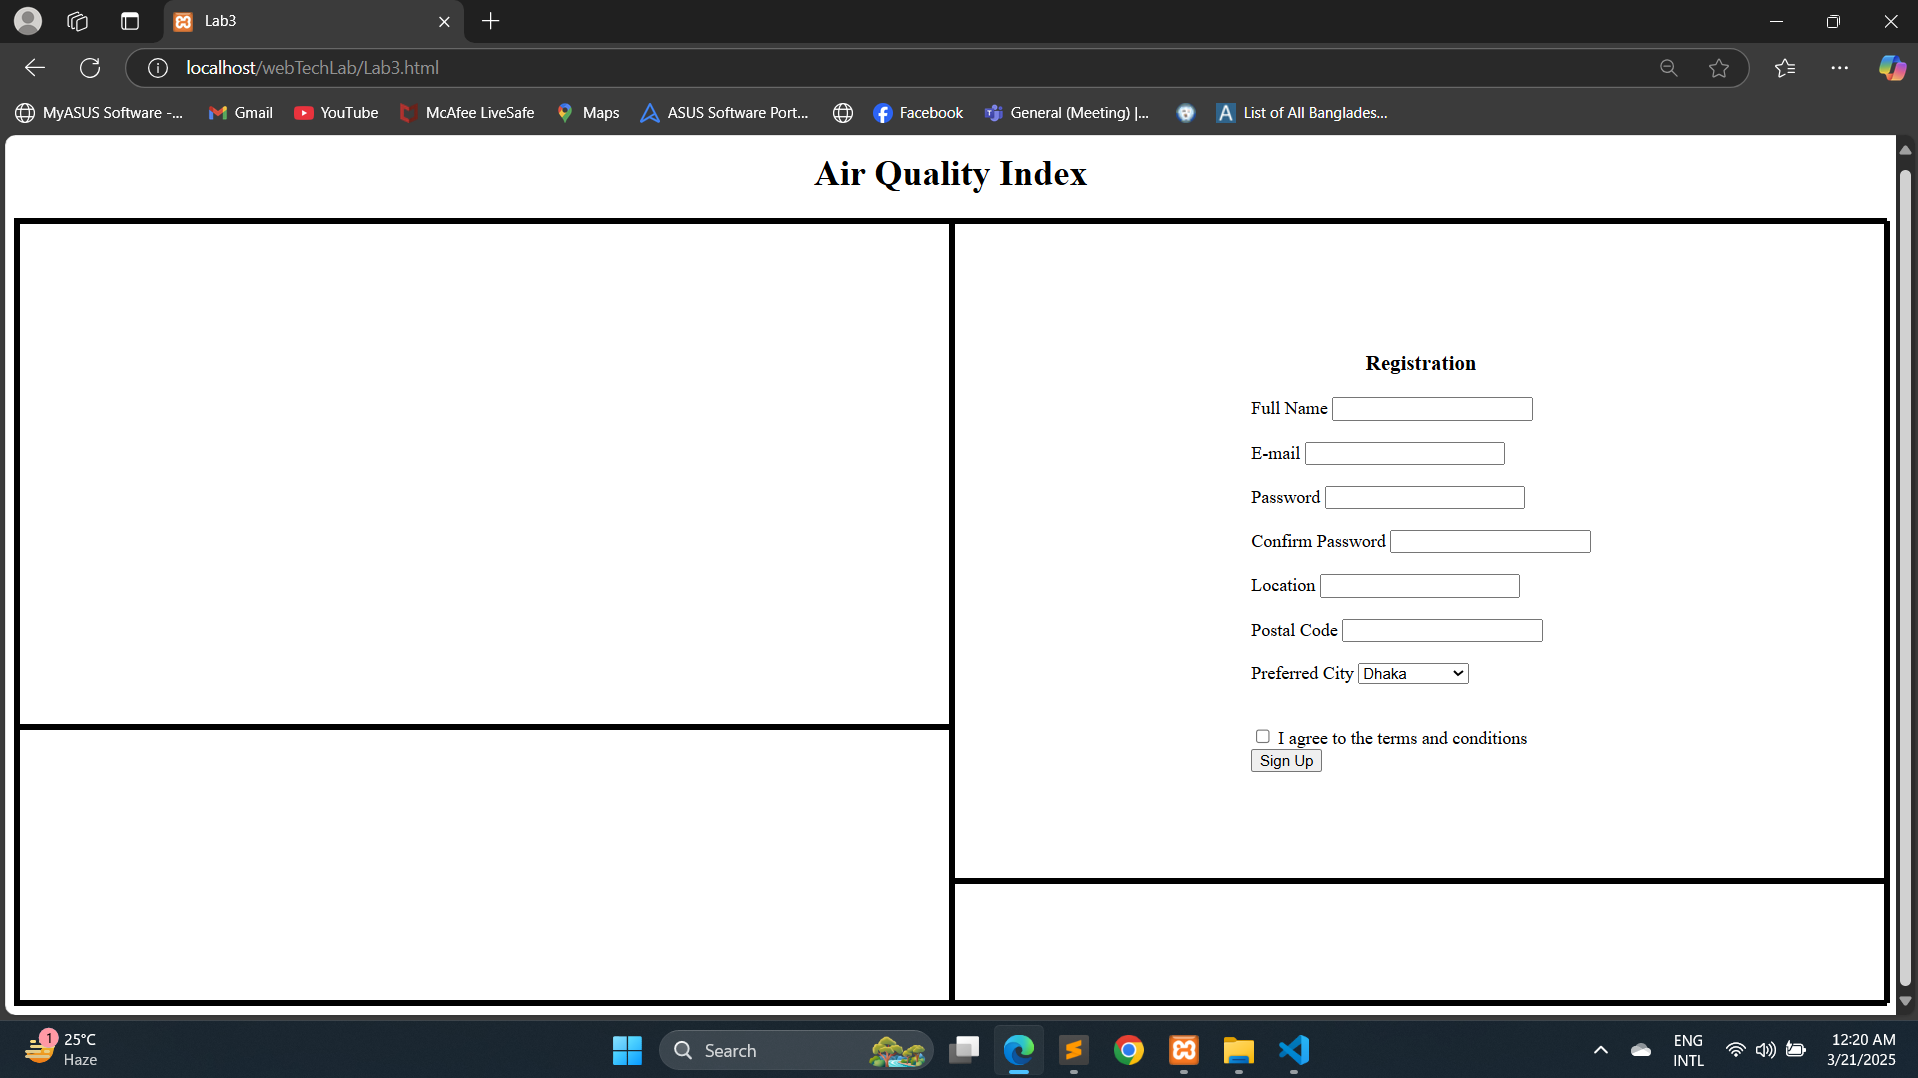 Lab3
localhost/webTechLab/Lab3.html
MyASUS Software -... Gmail YouTube McAfee LiveSafe Maps ASUS Software Port... Facebook General (Meeting) |... List of All Banglades...
Air Quality Index
Registration
Full Name
E-mail
Password
Confirm Password
Location
Postal Code
Preferred City Dhaka
I agree to the terms and conditions
Sign Up
1
25°C
Haze
Search
ENG
INTL
12:20 AM
3/21/2025